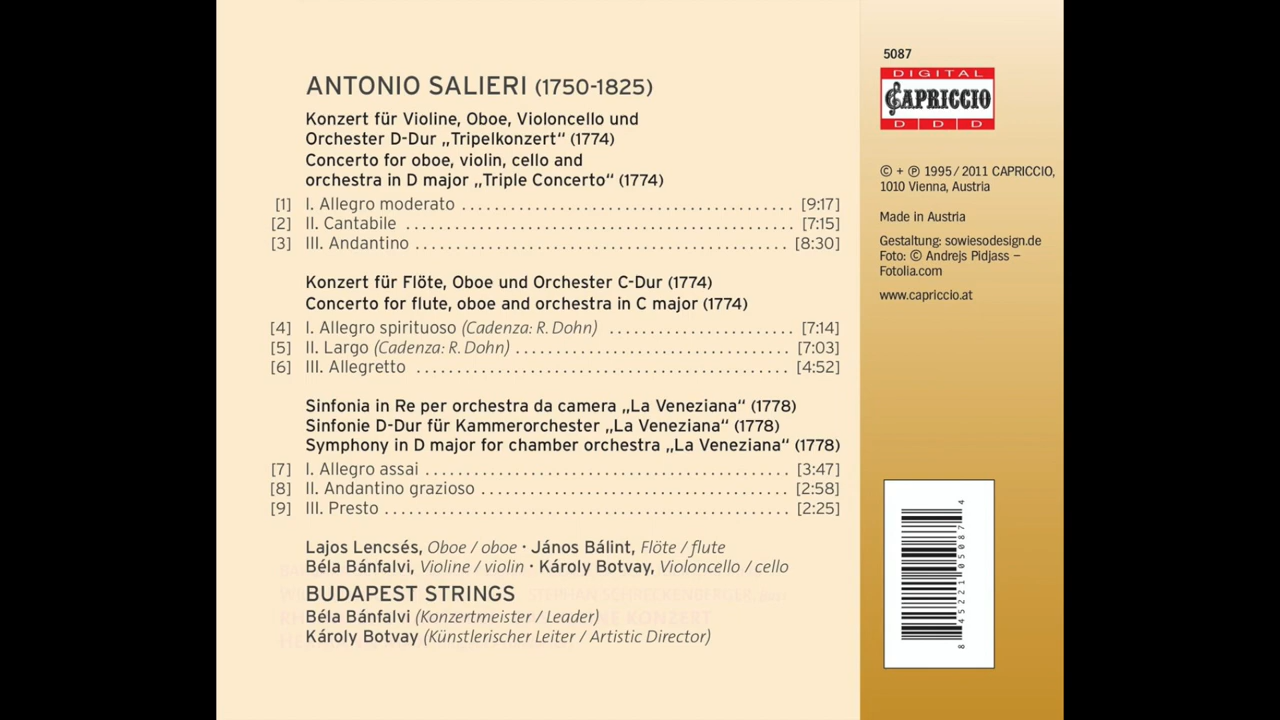 ANTONIO SALIERI (1750-1825)
Konzert für Violine, Oboe, Violoncello und
Orchester D-Dur „Tripelkonzert“ (1774)
Concerto for oboe, violin, cello and
orchestra in D major „Triple Concerto“ (1774)
[1] I. Allegro moderato [9:17]
[2] II. Cantabile [7:15]
[3] III. Andantino [8:30]
Konzert für Flöte, Oboe und Orchester C-Dur (1774)
Concerto for flute, oboe and orchestra in C major (1774)
[4] I. Allegro spirituoso (Cadenza: R. Dohn) [7:14]
[5] II. Largo (Cadenza: R. Dohn) [7:03]
[6] III. Allegretto [4:52]
Sinfonia in Re per orchestra da camera „La Veneziana“ (1778)
Sinfonie D-Dur für Kammerorchester „La Veneziana“ (1778)
Symphony in D major for chamber orchestra „La Veneziana“ (1778)
[7] I. Allegro assai [3:47]
[8] II. Andantino grazioso [2:58]
[9] III. Presto [2:25]
Lajos Lencsés, Oboe / oboe · János Bálint, Flöte / flute
Béla Bánfalvi, Violine / violin · Károly Botvay, Violoncello / cello
BUDAPEST STRINGS
Béla Bánfalvi (Konzertmeister / Leader)
Károly Botvay (Künstlerischer Leiter / Artistic Director)
5087
DIGITAL
CAPRICCIO
D D D
© + ℗ 1995 / 2011 CAPRICCIO,
1010 Vienna, Austria
Made in Austria
Gestaltung: sowiesodesign.de
Foto: © Andrejs Pidjass –
Fotolia.com
www.capriccio.at
8 45221 05087 4